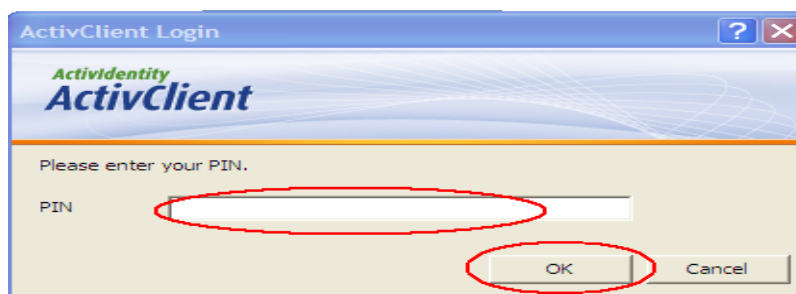 ActivClient Login
ActivIdentity
ActivClient
Please enter your PIN.
PIN
OK Cancel